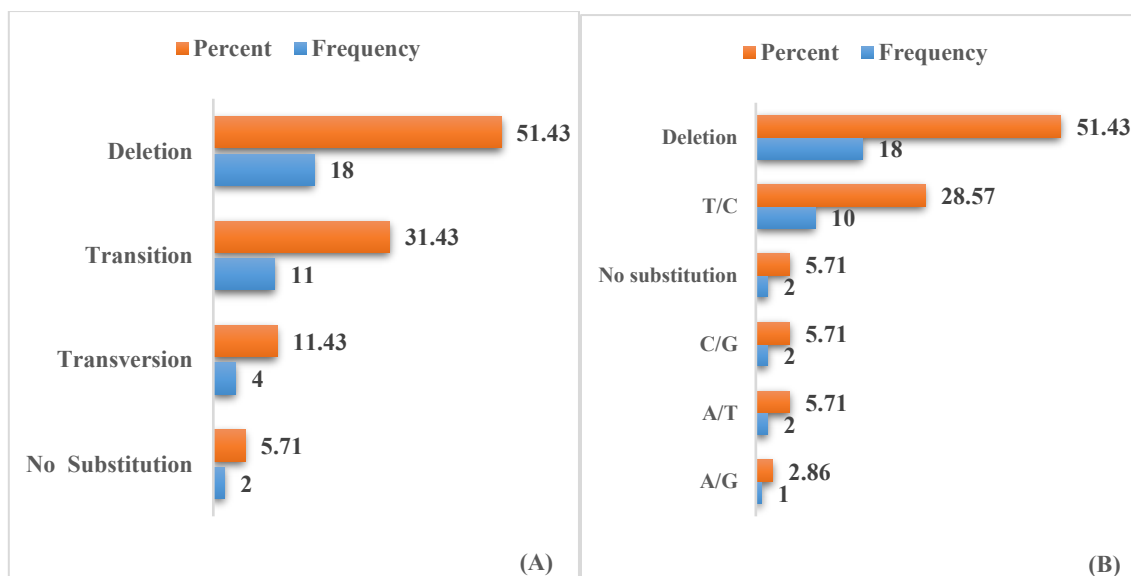 Percent Frequency
Deletion
51.43
18
Transition
31.43
11
Transversion
11.43
4
No Substitution
5.71
2
(A)
Percent Frequency
Deletion
51.43
18
T/C
28.57
10
No substitution
5.71
2
C/G
5.71
2
A/T
5.71
2
A/G
2.86
1
(B)